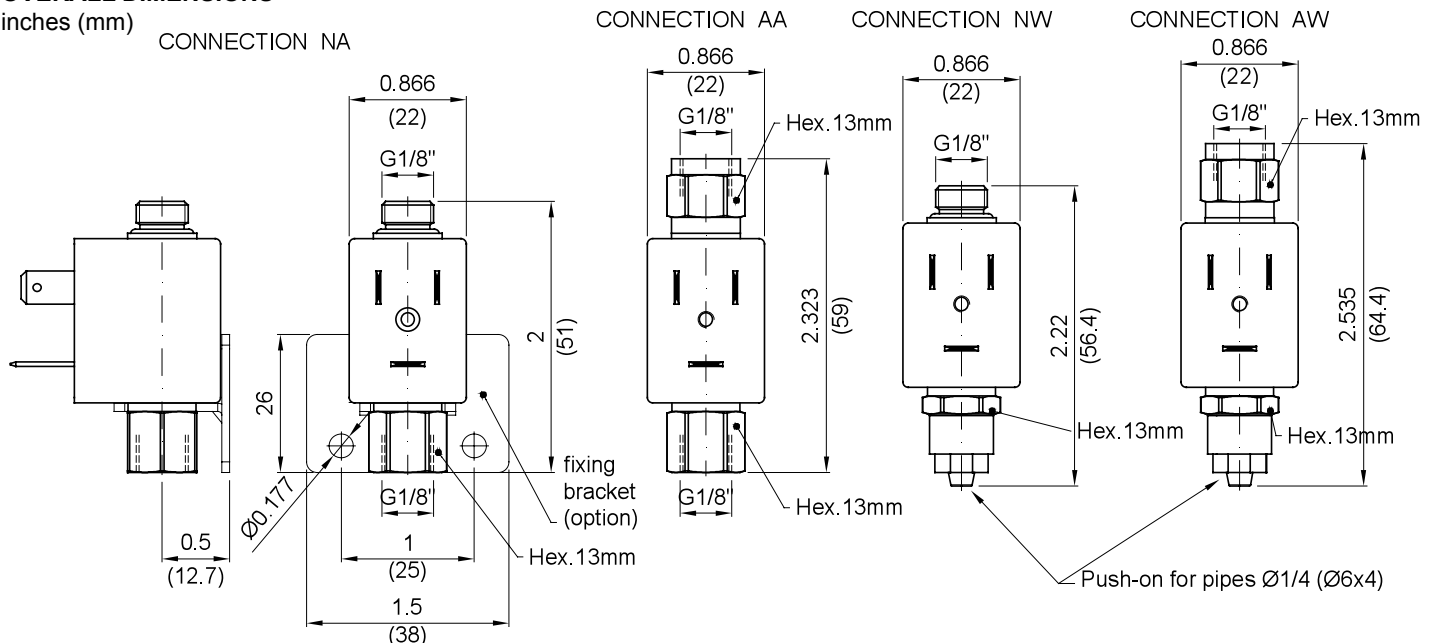 inches (mm)
CONNECTION NA
0.866
(22)
G1/8"
2
(51)
26
Ø0.177
G1/8"
fixing
bracket
(option)
Hex.13mm
0.5
(12.7)
1
(25)
1.5
(38)
CONNECTION AA
0.866
(22)
G1/8"
Hex.13mm
2.323
(59)
G1/8"
Hex.13mm
CONNECTION NW
0.866
(22)
G1/8"
2.22
(56.4)
Hex.13mm
CONNECTION AW
0.866
(22)
G1/8"
Hex.13mm
2.535
(64.4)
Hex.13mm
Push-on for pipes Ø1/4 (Ø6x4)